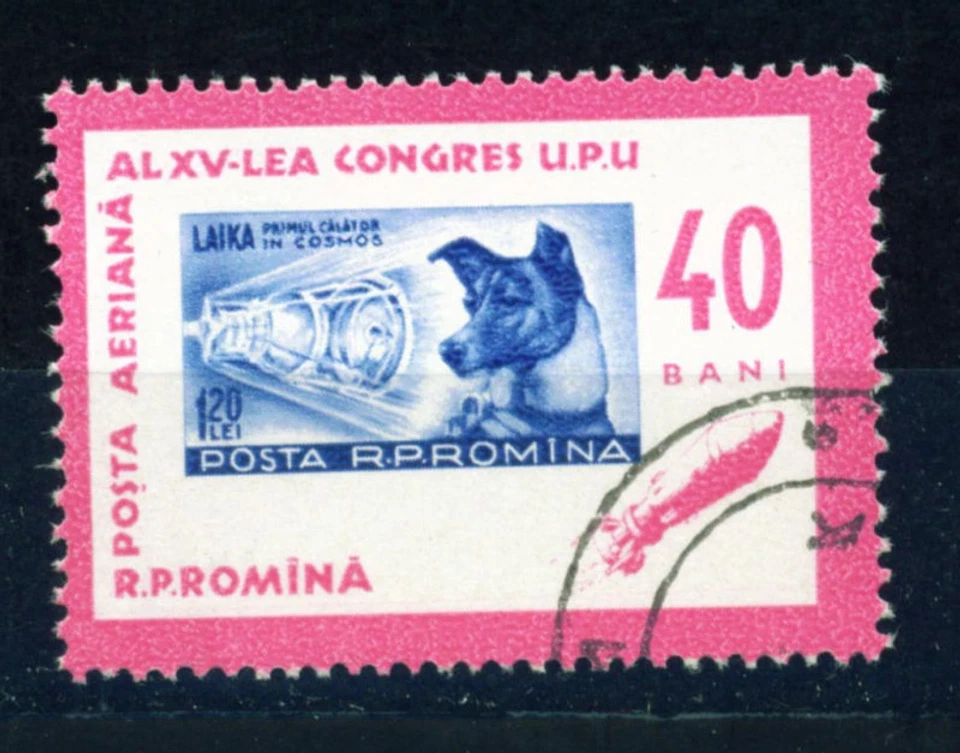 AL XV-LEA CONGRES U.P.U
POȘTA AERIANĂ
LAIKA PRIMUL CĂLĂTOR
IN COSMOS
40
BANI
1 20
LEI
POSTA R.P.ROMÎNA
R.P.ROMÎNĂ